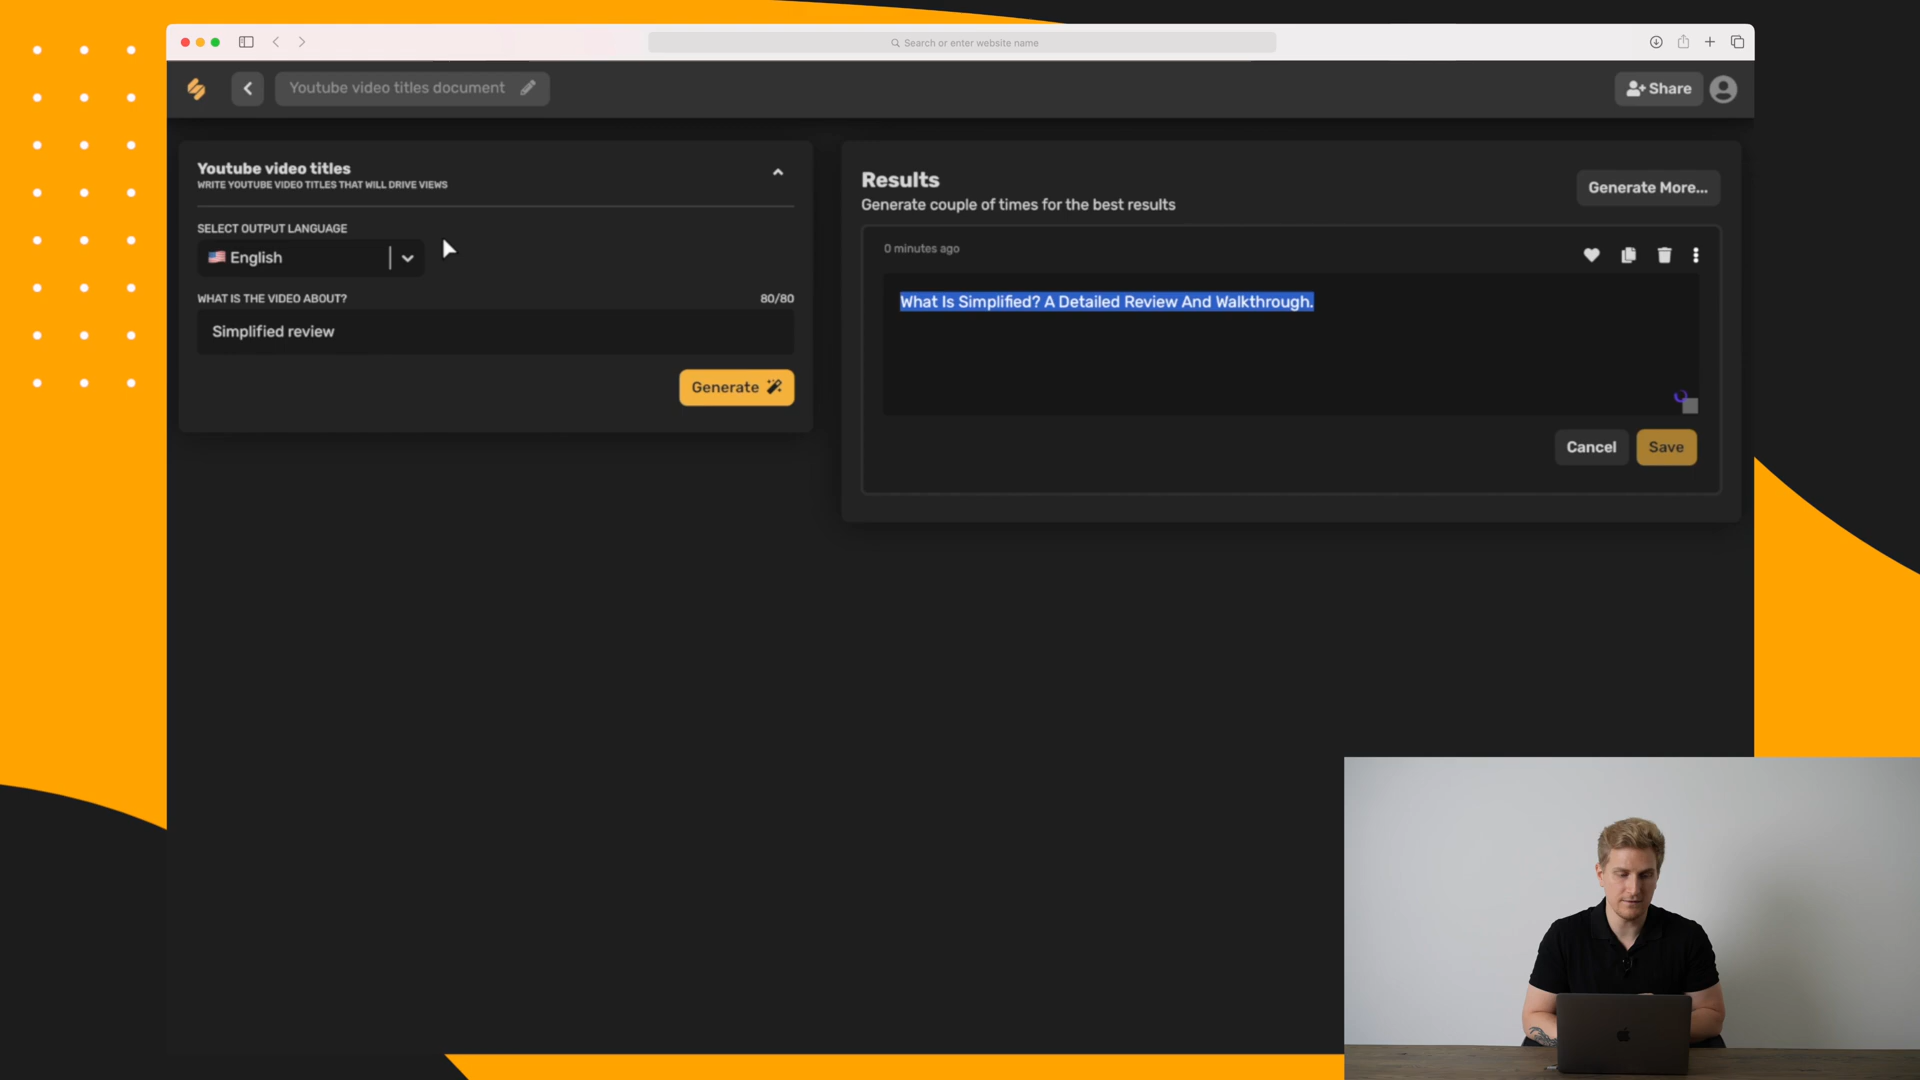 Search or enter website name
Youtube video titles document
Share
Youtube video titles
WRITE YOUTUBE VIDEO TITLES THAT WILL DRIVE VIEWS
SELECT OUTPUT LANGUAGE
English
WHAT IS THE VIDEO ABOUT?
80/80
Simplified review
Generate
Results
Generate couple of times for the best results
Generate More...
0 minutes ago
What Is Simplified? A Detailed Review And Walkthrough.
Cancel
Save